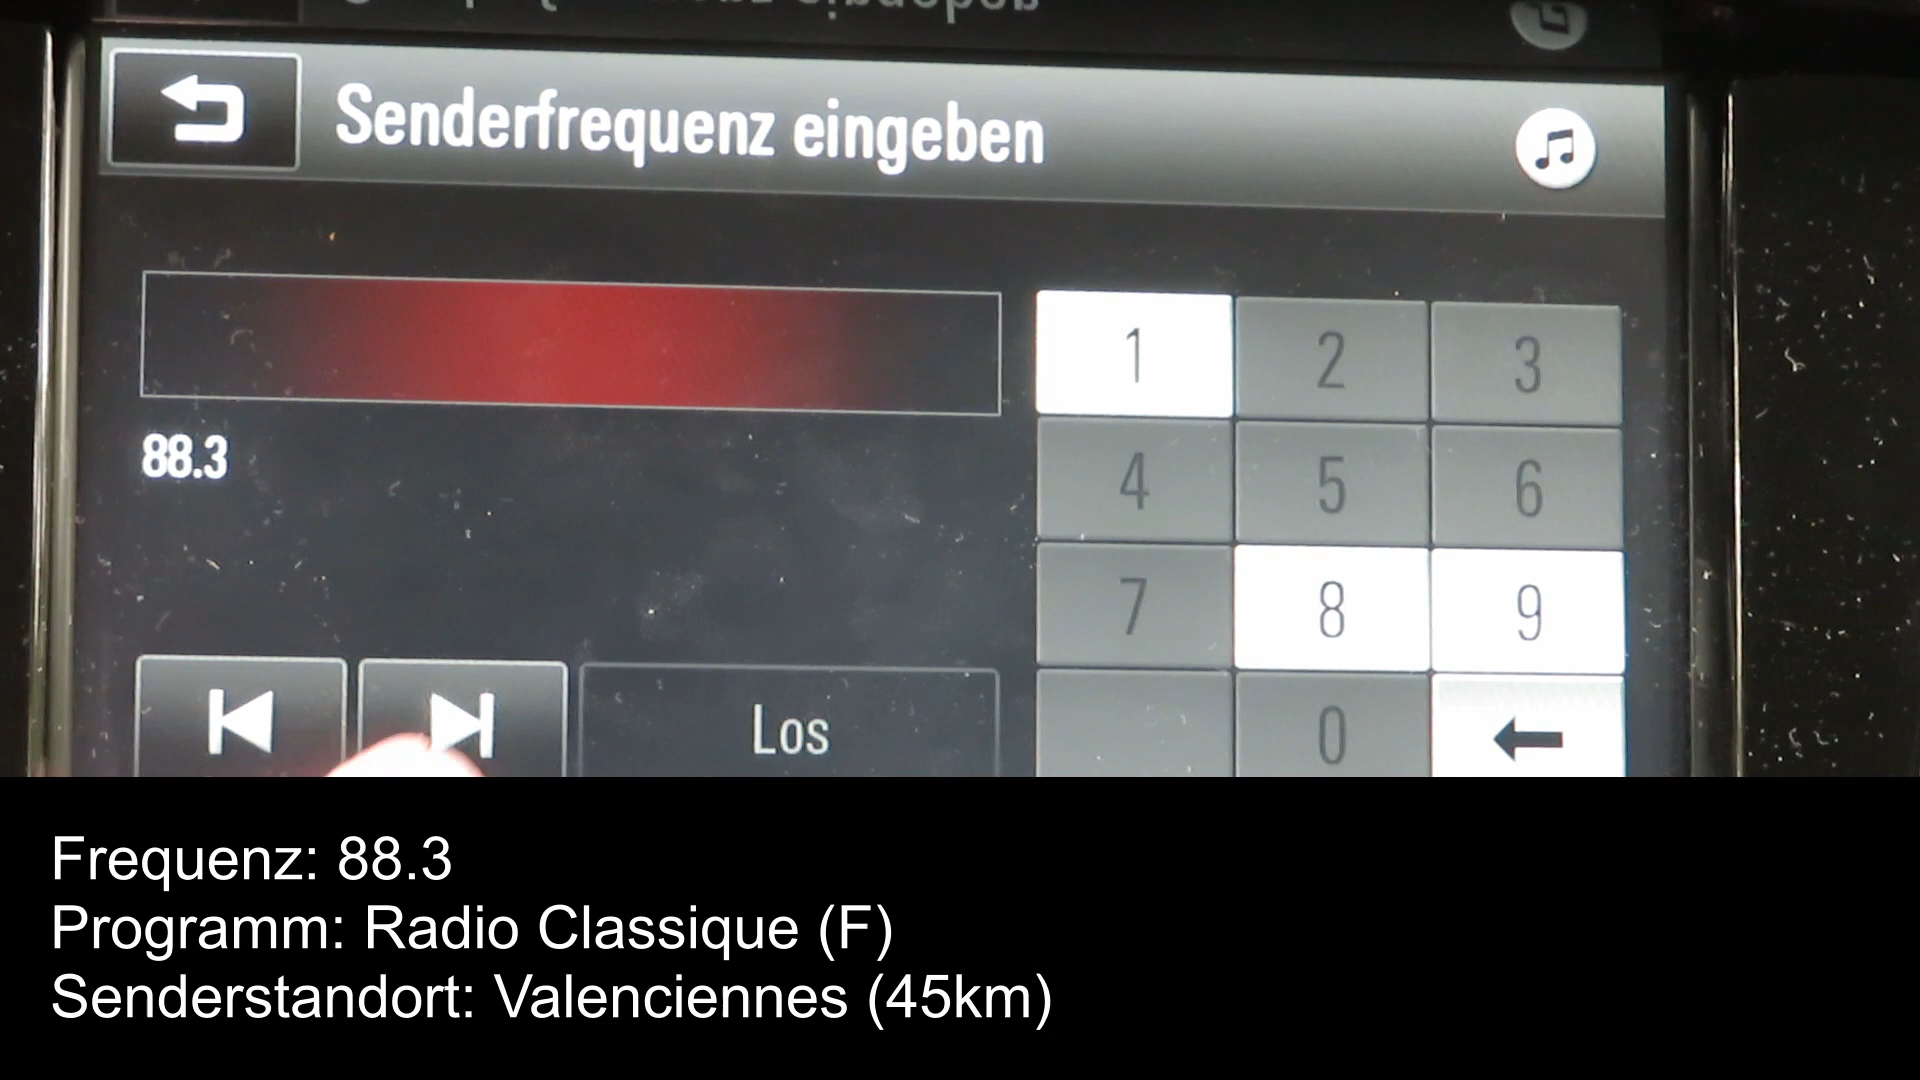 Senderfrequenz eingeben
1 2 3
88.3
4 5 6
7 8 9
Los
0
Frequenz: 88.3
Programm: Radio Classique (F)
Senderstandort: Valenciennes (45km)